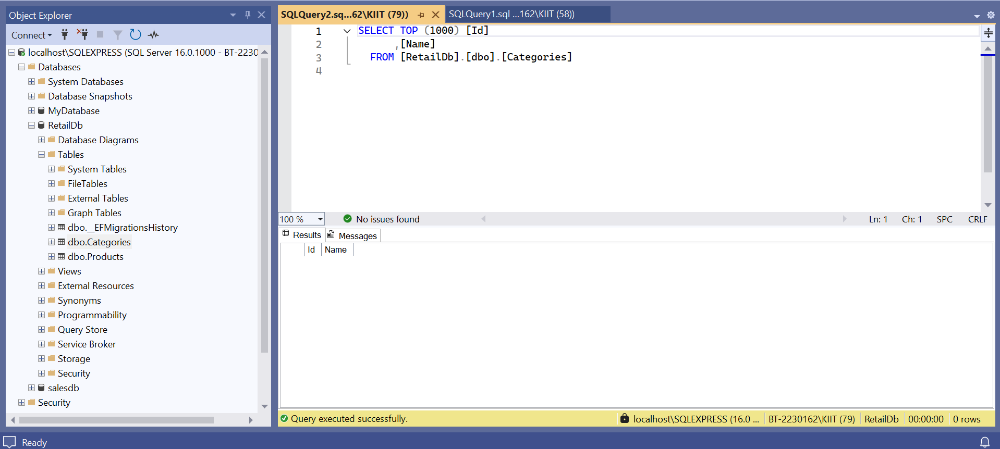 Object Explorer
Connect
localhost\SQLEXPRESS (SQL Server 16.0.1000 - BT-2230
Databases
System Databases
Database Snapshots
MyDatabase
RetailDb
Database Diagrams
Tables
System Tables
FileTables
External Tables
Graph Tables
dbo.__EFMigrationsHistory
dbo.Categories
dbo.Products
Views
External Resources
Synonyms
Programmability
Query Store
Service Broker
Storage
Security
salesdb
Security
SQLQuery2.sq...62\KIIT (79)) SQLQuery1.sql ...162\KIIT (58))
1 SELECT TOP (1000) [Id]
2 ,[Name]
3 FROM [RetailDb].[dbo].[Categories]
4
100 % No issues found Ln: 1 Ch: 1 SPC CRLF
Results Messages
Id Name
Query executed successfully. localhost\SQLEXPRESS (16.0 ... BT-2230162\KIIT (79) RetailDb 00:00:00 0 rows
Ready